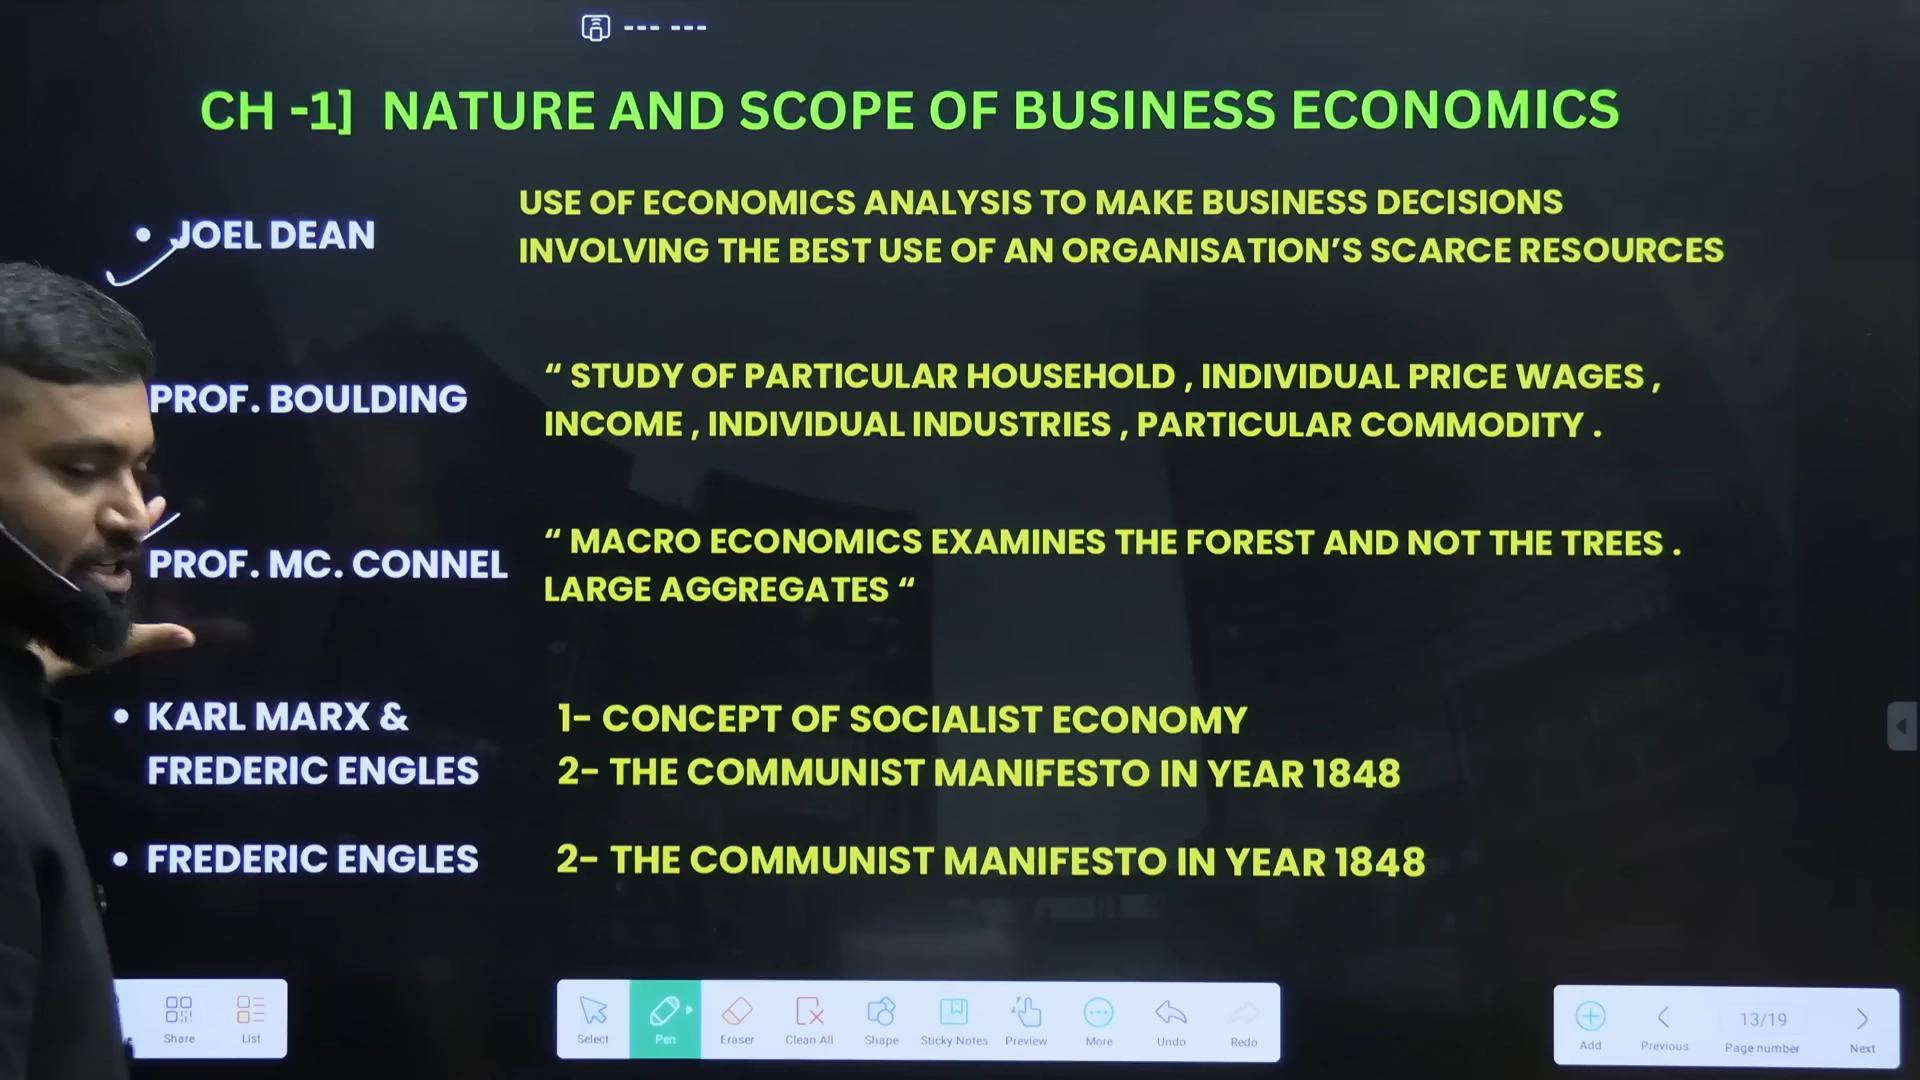 CH -1] NATURE AND SCOPE OF BUSINESS ECONOMICS
• JOEL DEAN
USE OF ECONOMICS ANALYSIS TO MAKE BUSINESS DECISIONS
INVOLVING THE BEST USE OF AN ORGANISATION’S SCARCE RESOURCES
PROF. BOULDING
“ STUDY OF PARTICULAR HOUSEHOLD , INDIVIDUAL PRICE WAGES ,
INCOME , INDIVIDUAL INDUSTRIES , PARTICULAR COMMODITY .
PROF. MC. CONNEL
“ MACRO ECONOMICS EXAMINES THE FOREST AND NOT THE TREES .
LARGE AGGREGATES “
• KARL MARX &
FREDERIC ENGLES
1- CONCEPT OF SOCIALIST ECONOMY
2- THE COMMUNIST MANIFESTO IN YEAR 1848
• FREDERIC ENGLES
2- THE COMMUNIST MANIFESTO IN YEAR 1848
Share
List
Select
Pen
Eraser
Clean All
Shape
Sticky Notes
Preview
More
Undo
Redo
Add
Previous
13/19
Page number
Next